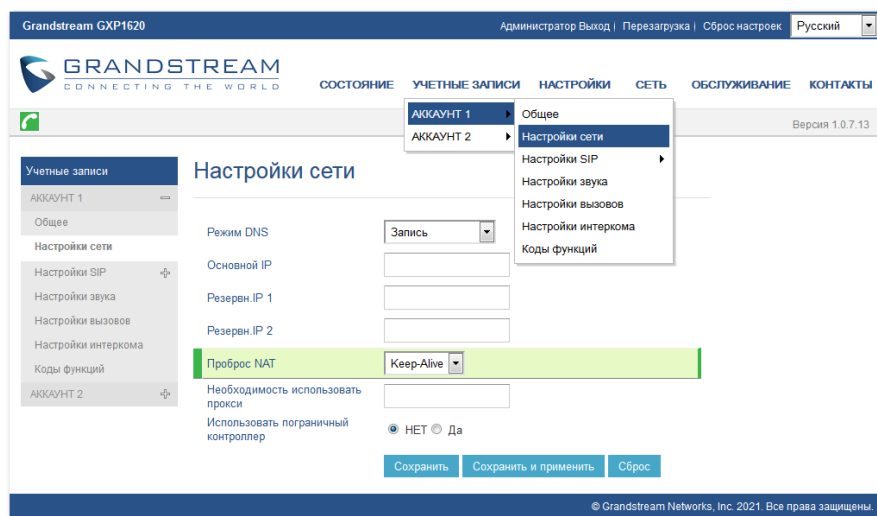 Grandstream GXP1620
Администратор Выход | Перезагрузка | Сброс настроек Русский
GRANDSTREAM
CONNECTING THE WORLD
СОСТОЯНИЕ УЧЕТНЫЕ ЗАПИСИ НАСТРОЙКИ СЕТЬ ОБСЛУЖИВАНИЕ КОНТАКТЫ
АККАУНТ 1
АККАУНТ 2
Общее
Настройки сети
Настройки SIP
Настройки звука
Настройки вызовов
Настройки интеркома
Коды функций
Версия 1.0.7.13
Учетные записи
АККАУНТ 1
Общее
Настройки сети
Настройки SIP
Настройки звука
Настройки вызовов
Настройки интеркома
Коды функций
АККАУНТ 2
Настройки сети
Режим DNS Запись
Основной IP
Резервн.IP 1
Резервн.IP 2
Проброс NAT Keep-Alive
Необходимость использовать
прокси
Использовать пограничный
контроллер
НЕТ Да
Сохранить Сохранить и применить Сброс
© Grandstream Networks, Inc. 2021. Все права защищены.